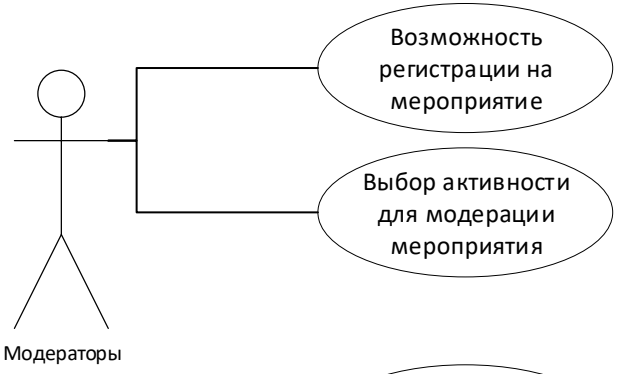 Возможность
регистрации на
мероприятие
Выбор активности
для модерации
мероприятия
Модераторы